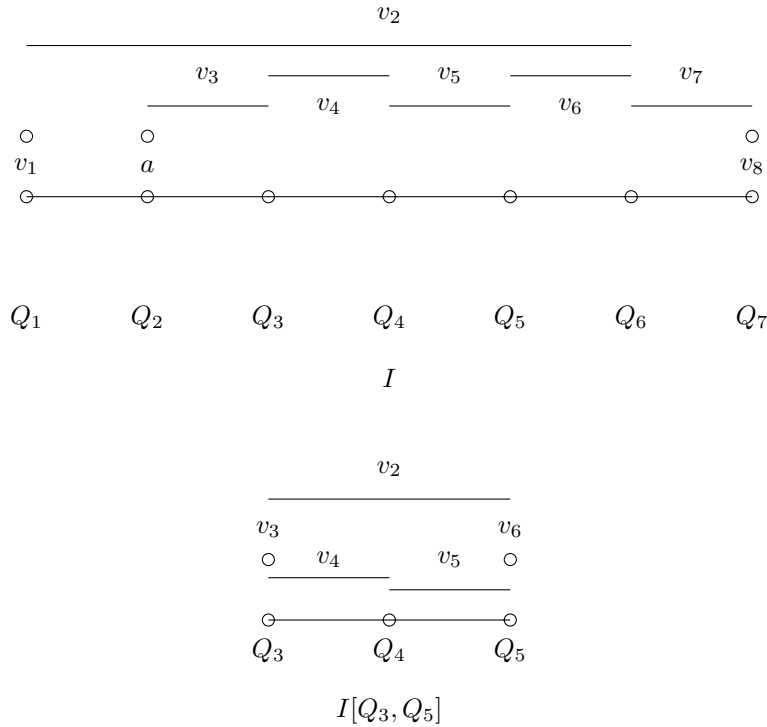 v₂
v₃ v₅ v₇
v₄ v₆
v₁ a v₈
Q₁ Q₂ Q₃ Q₄ Q₅ Q₆ Q₇
I
v₂
v₃ v₆
v₄ v₅
Q₃ Q₄ Q₅
I[Q₃, Q₅]